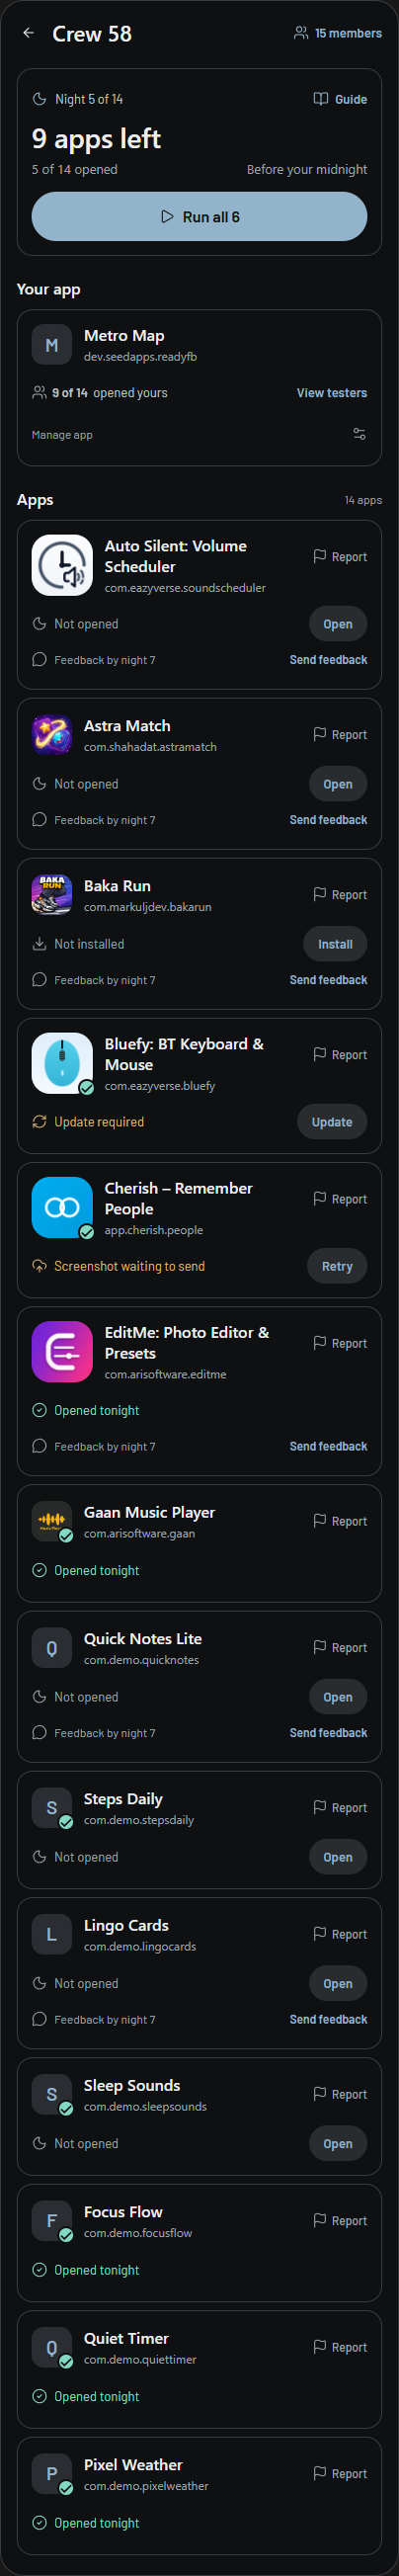 Crew 58
15 members
Night 5 of 14
Guide
9 apps left
5 of 14 opened
Before your midnight
Run all 6
Your app
M
Metro Map
dev.seedapps.readyfb
9 of 14 opened yours
View testers
Manage app
Apps
14 apps
Auto Silent: Volume
Scheduler
com.eazyverse.soundscheduler
Report
Not opened
Open
Feedback by night 7
Send feedback
Astra Match
com.shahadat.astramatch
Report
Not opened
Open
Feedback by night 7
Send feedback
BAKA
RUN
Baka Run
com.markuljdev.bakarun
Report
Not installed
Install
Feedback by night 7
Send feedback
Bluefy: BT Keyboard &
Mouse
com.eazyverse.bluefy
Report
Update required
Update
Cherish – Remember
People
app.cherish.people
Report
Screenshot waiting to send
Retry
EditMe: Photo Editor &
Presets
com.arisoftware.editme
Report
Opened tonight
Feedback by night 7
Send feedback
Gaan Music Player
com.arisoftware.gaan
Report
Opened tonight
Q
Quick Notes Lite
com.demo.quicknotes
Report
Not opened
Open
Feedback by night 7
Send feedback
S
Steps Daily
com.demo.stepsdaily
Report
Not opened
Open
L
Lingo Cards
com.demo.lingocards
Report
Not opened
Open
Feedback by night 7
Send feedback
S
Sleep Sounds
com.demo.sleepsounds
Report
Not opened
Open
F
Focus Flow
com.demo.focusflow
Report
Opened tonight
Q
Quiet Timer
com.demo.quiettimer
Report
Opened tonight
P
Pixel Weather
com.demo.pixelweather
Report
Opened tonight